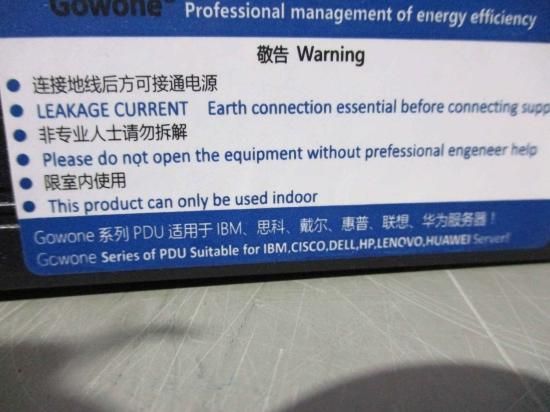 Gowone® Professional management of energy efficiency
敬告 Warning
连接地线后方可接通电源
LEAKAGE CURRENT Earth connection essential before connecting supp
非专业人士请勿拆解
Please do not open the equipment without prefessional engeneer help
限室内使用
This product can only be used indoor
Gowone 系列 PDU 适用于 IBM、思科、戴尔、惠普、联想、华为服务器！
Gowone Series of PDU Suitable for IBM,CISCO,DELL,HP,LENOVO,HUAWEI Server!